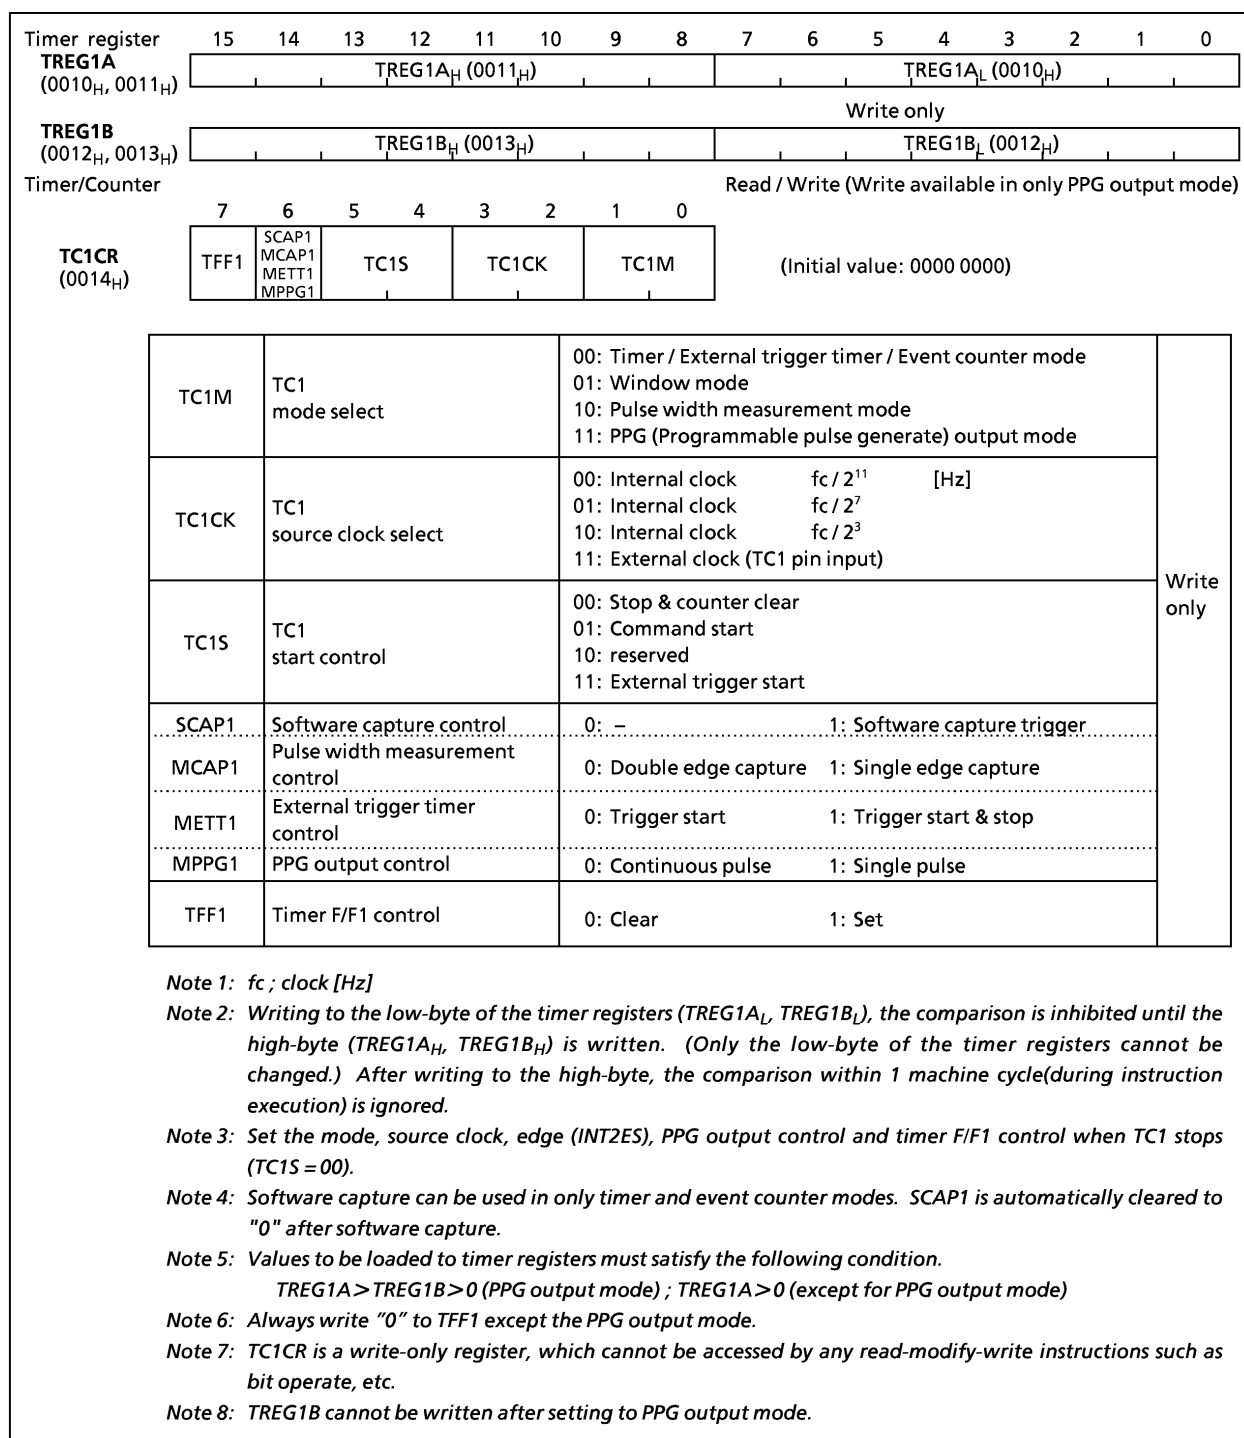 Timer register 15 14 13 12 11 10 9 8 7 6 5 4 3 2 1 0
TREG1A
(0010H, 0011H)
TREG1AH (0011H) TREG1AL (0010H)
Write only
TREG1B
(0012H, 0013H)
TREG1BH (0013H) TREG1BL (0012H)
Timer/Counter Read / Write (Write available in only PPG output mode)
7 6 5 4 3 2 1 0
TC1CR
(0014H)
TFF1
SCAP1
MCAP1
METT1
MPPG1
TC1S TC1CK TC1M (Initial value: 0000 0000)
TC1M
TC1
mode select
00: Timer / External trigger timer / Event counter mode
01: Window mode
10: Pulse width measurement mode
11: PPG (Programmable pulse generate) output mode
TC1CK
TC1
source clock select
00: Internal clock fc / 2^11 [Hz]
01: Internal clock fc / 2^7
10: Internal clock fc / 2^3
11: External clock (TC1 pin input)
TC1S
TC1
start control
00: Stop & counter clear
01: Command start
10: reserved
11: External trigger start
Write
only
SCAP1 Software capture control 0: – 1: Software capture trigger
MCAP1
Pulse width measurement
control
0: Double edge capture 1: Single edge capture
METT1
External trigger timer
control
0: Trigger start 1: Trigger start & stop
MPPG1 PPG output control 0: Continuous pulse 1: Single pulse
TFF1 Timer F/F1 control 0: Clear 1: Set
Note 1: fc ; clock [Hz]
Note 2: Writing to the low-byte of the timer registers (TREG1AL, TREG1BL), the comparison is inhibited until the
high-byte (TREG1AH, TREG1BH) is written. (Only the low-byte of the timer registers cannot be
changed.) After writing to the high-byte, the comparison within 1 machine cycle(during instruction
execution) is ignored.
Note 3: Set the mode, source clock, edge (INT2ES), PPG output control and timer F/F1 control when TC1 stops
(TC1S = 00).
Note 4: Software capture can be used in only timer and event counter modes. SCAP1 is automatically cleared to
"0" after software capture.
Note 5: Values to be loaded to timer registers must satisfy the following condition.
TREG1A>TREG1B>0 (PPG output mode) ; TREG1A>0 (except for PPG output mode)
Note 6: Always write "0" to TFF1 except the PPG output mode.
Note 7: TC1CR is a write-only register, which cannot be accessed by any read-modify-write instructions such as
bit operate, etc.
Note 8: TREG1B cannot be written after setting to PPG output mode.